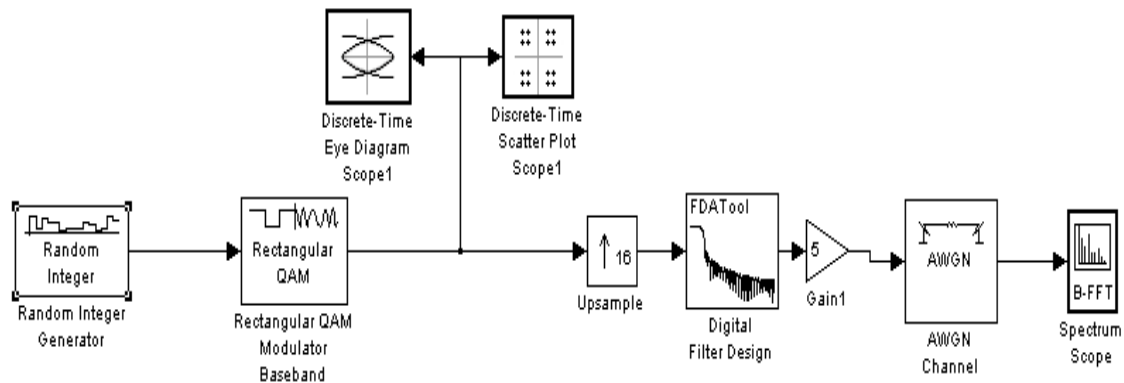 Discrete-Time
Eye Diagram
Scope1
Discrete-Time
Scatter Plot
Scope1
Random
Integer
Random Integer
Generator
Rectangular
QAM
Rectangular QAM
Modulator
Baseband
16
Upsample
FDATool
Digital
Filter Design
5
Gain1
AWGN
AWGN
Channel
B-FFT
Spectrum
Scope